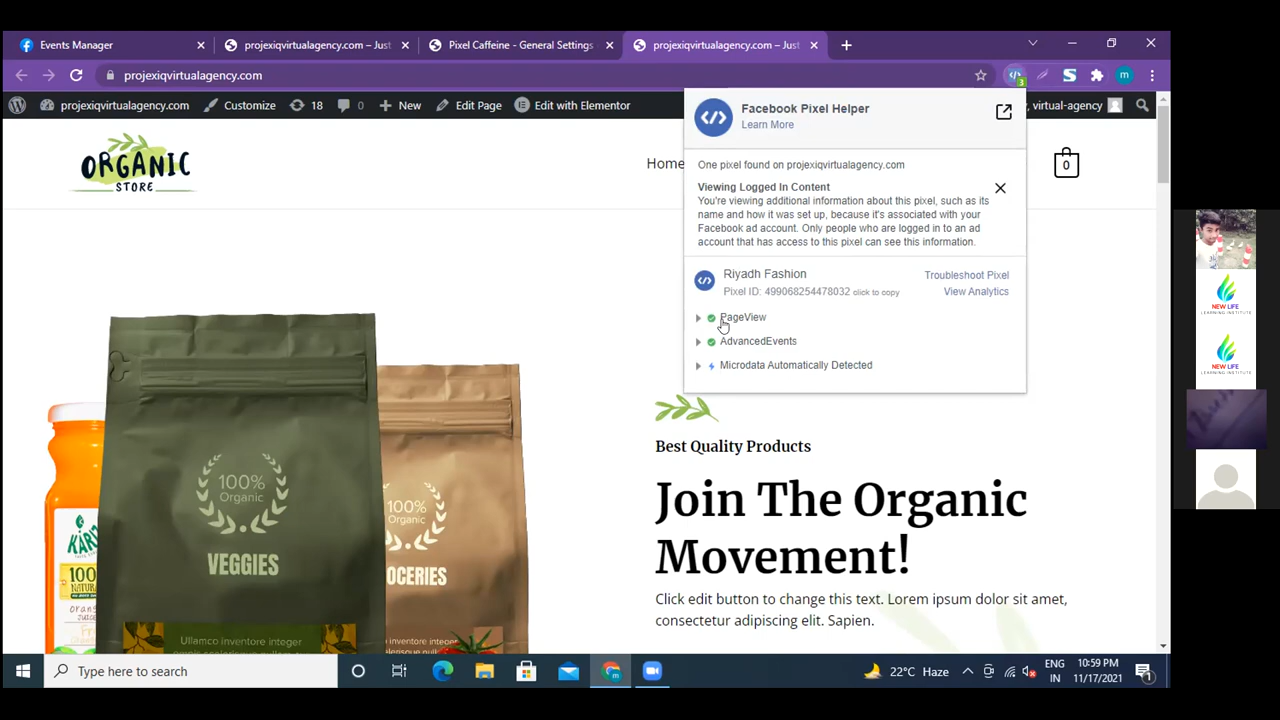 Events Manager
projexiqvirtualagency.com – Just
Pixel Caffeine - General Settings
projexiqvirtualagency.com – Just
projexiqvirtualagency.com
3
m
projexiqvirtualagency.com
Customize
18
0
New
Edit Page
Edit with Elementor
, virtual-agency
ORGANIC
STORE
Home
0
Facebook Pixel Helper
Learn More
One pixel found on projexiqvirtualagency.com
Viewing Logged In Content
You're viewing additional information about this pixel, such as its
name and how it was set up, because it's associated with your
Facebook ad account. Only people who are logged in to an ad
account that has access to this pixel can see this information.
Riyadh Fashion
Troubleshoot Pixel
Pixel ID: 499068254478032 click to copy
View Analytics
PageView
AdvancedEvents
Microdata Automatically Detected
Best Quality Products
Join The Organic
Movement!
Click edit button to change this text. Lorem ipsum dolor sit amet,
consectetur adipiscing elit. Sapien.
100%
Organic
VEGGIES
100%
Organic
Ullamco inventore integer
NEW LIFE
LEARNING INSTITUTE
NEW LIFE
LEARNING INSTITUTE
Type here to search
22°C Haze
ENG
IN
10:59 PM
11/17/2021
1